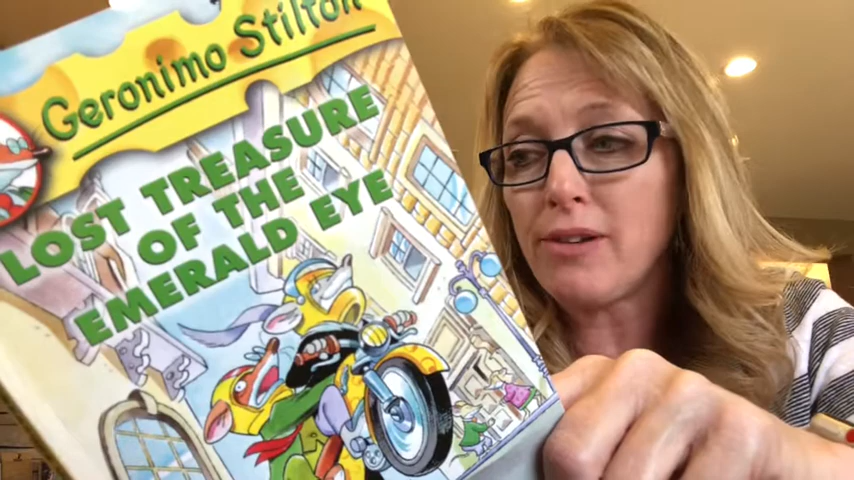 Geronimo Stilton
LOST TREASURE
OF THE
EMERALD EYE